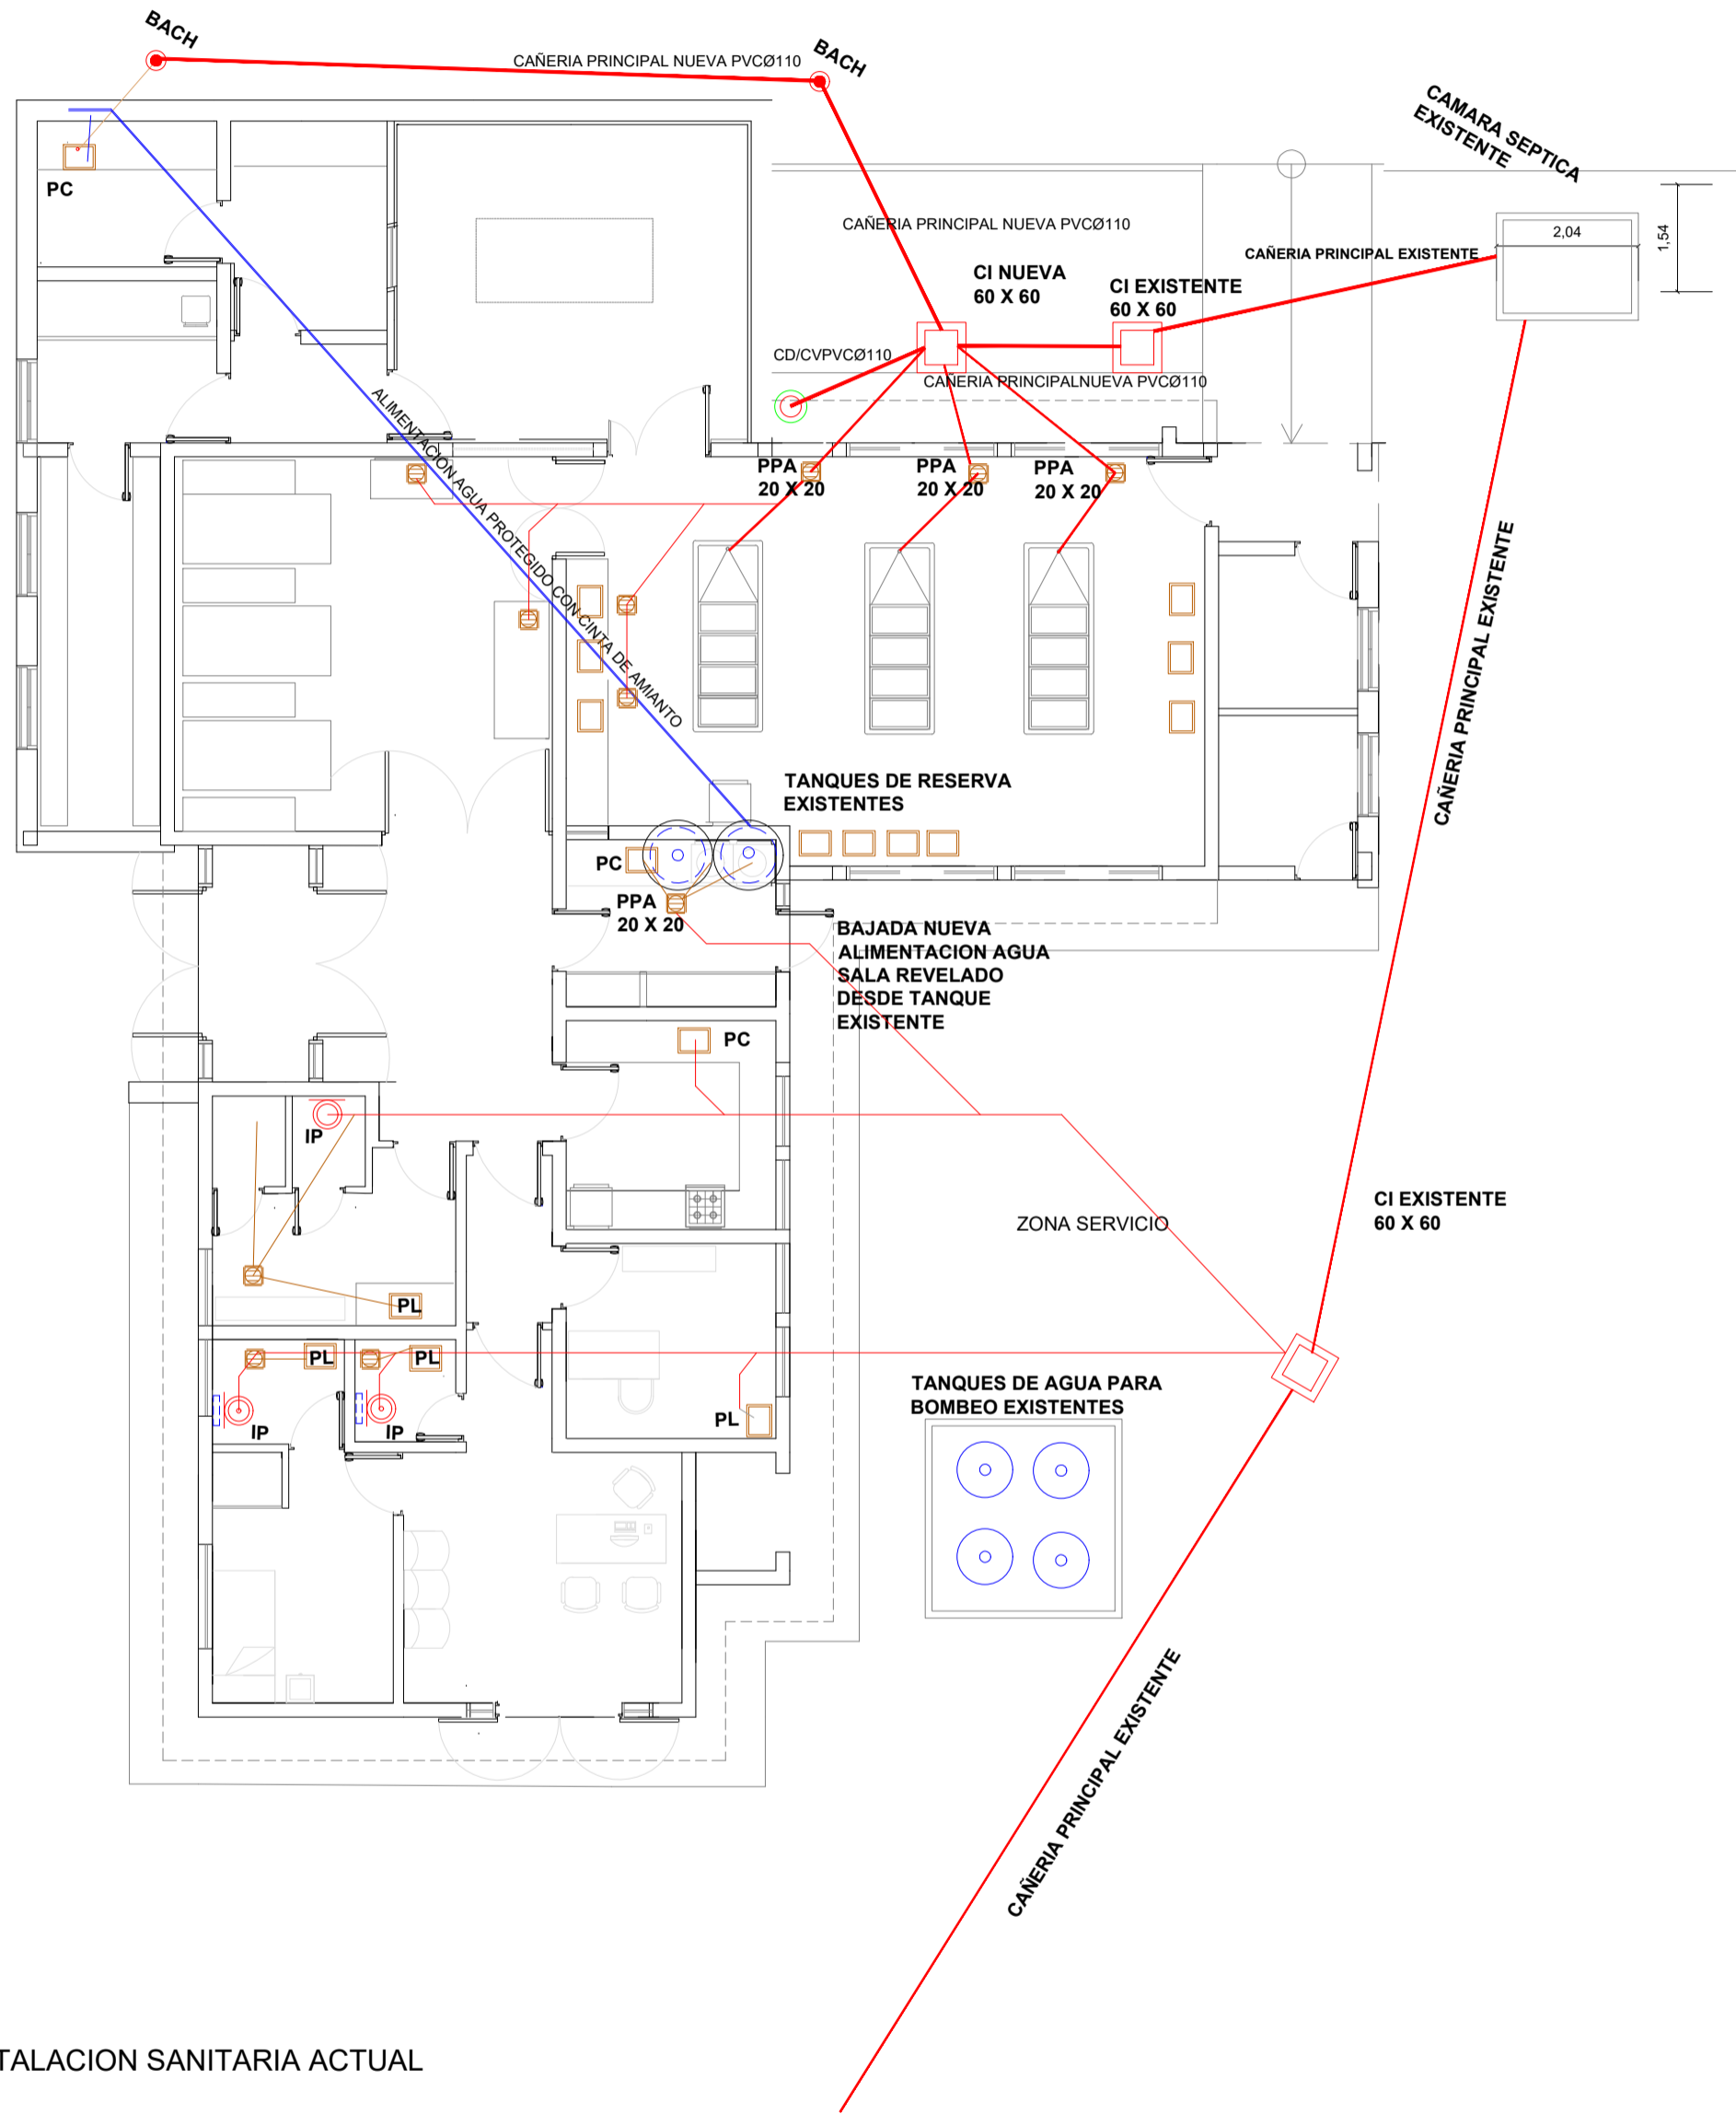 BACH
CAÑERIA PRINCIPAL NUEVA PVCØ110
BACH
CAMARA SEPTICA
EXISTENTE
PC
CAÑERIA PRINCIPAL NUEVA PVCØ110
2,04
1,54
CAÑERIA PRINCIPAL EXISTENTE
CI NUEVA
60 X 60
CI EXISTENTE
60 X 60
CD/CVPVCØ110
CAÑERIA PRINCIPALNUEVA PVCØ110
ALIMENTACION AGUA PROTEGIDO CON CINTA DE AMIANTO
PPA
20 X 20
PPA
20 X 20
PPA
20 X 20
CAÑERIA PRINCIPAL EXISTENTE
TANQUES DE RESERVA
EXISTENTES
PC
PPA
20 X 20
BAJADA NUEVA
ALIMENTACION AGUA
SALA REVELADO
DESDE TANQUE
EXISTENTE
PC
IP
CI EXISTENTE
60 X 60
ZONA SERVICIO
PL
PL
PL
TANQUES DE AGUA PARA
BOMBEO EXISTENTES
PL
IP
IP
CAÑERIA PRINCIPAL EXISTENTE
TALACION SANITARIA ACTUAL